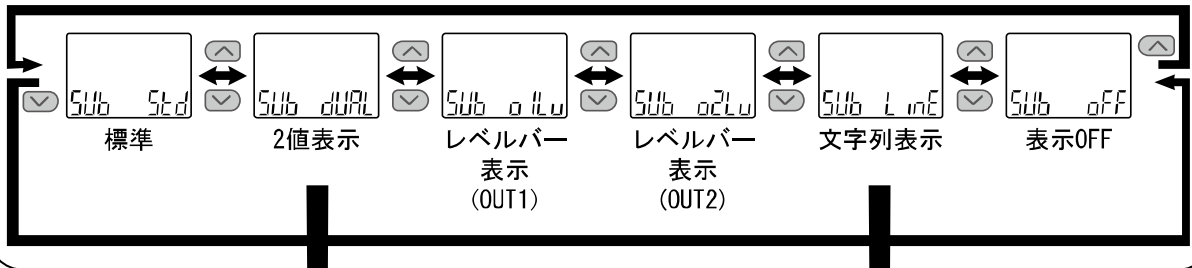 SUb Std
標準
SUb dUAL
2値表示
SUb o1Lv
レベルバー
表示
(OUT1)
SUb o2Lv
レベルバー
表示
(OUT2)
SUb LinE
文字列表示
SUb oFF
表示OFF